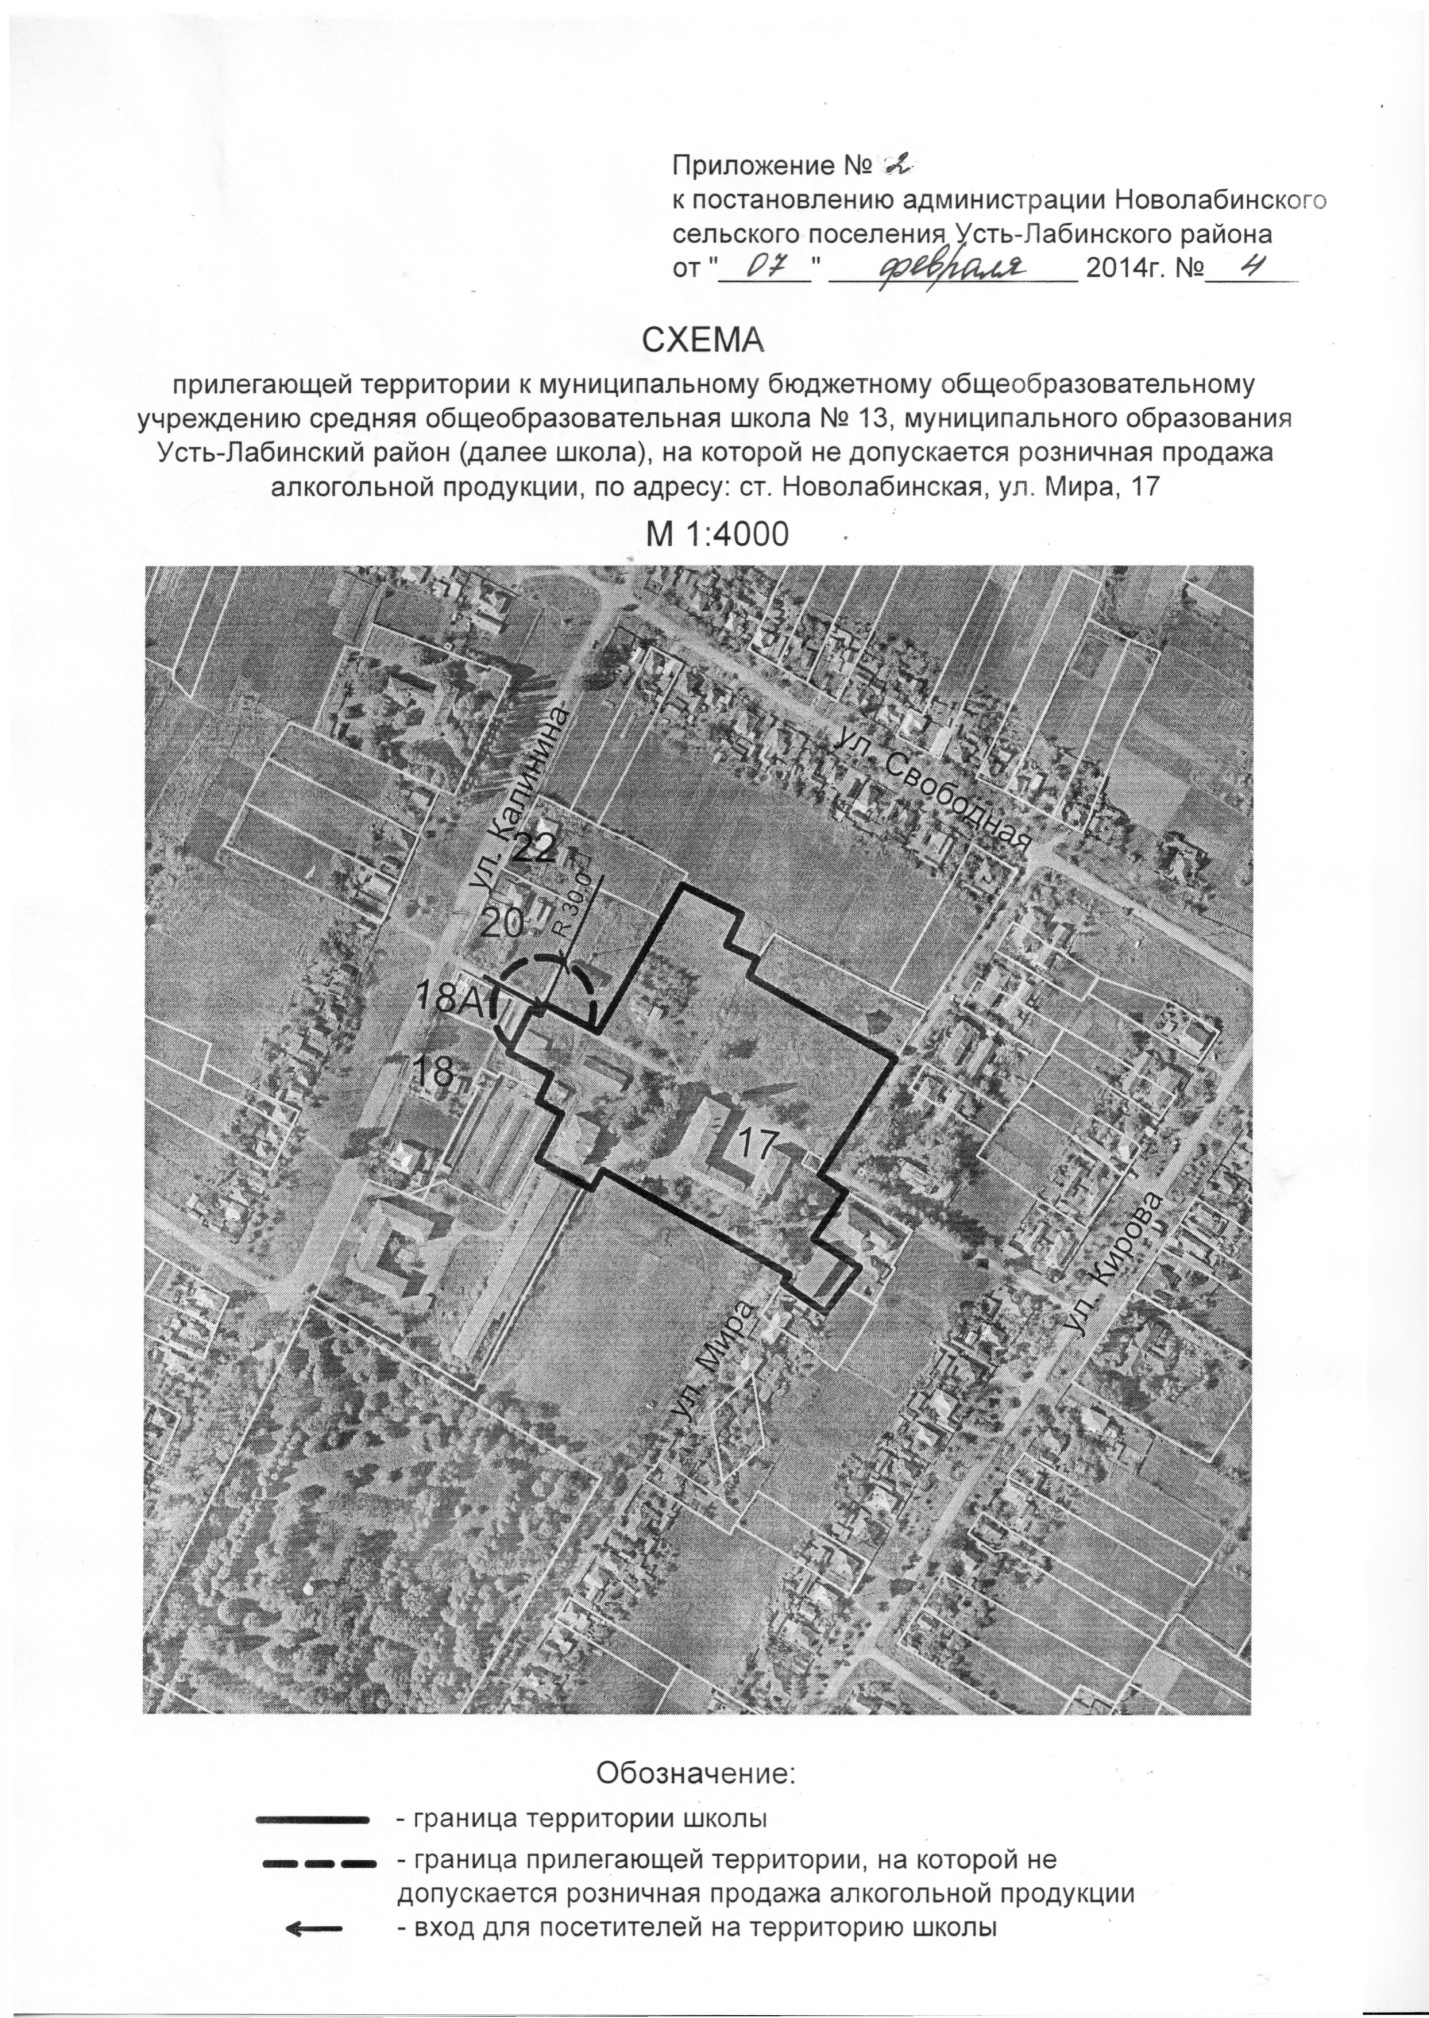 Приложение № 2
к постановлению администрации Новолабинского
сельского поселения Усть-Лабинского района
от "07" февраля 2014г. № 4
СХЕМА
прилегающей территории к муниципальному бюджетному общеобразовательному
учреждению средняя общеобразовательная школа № 13, муниципального образования
Усть-Лабинский район (далее школа), на которой не допускается розничная продажа
алкогольной продукции, по адресу: ст. Новолабинская, ул. Мира, 17
М 1:4000
ул. Калинина
ул. Свободная
22
R 30.0
20
18А
18
17
ул. Кирова
ул. Мира
Обозначение:
- граница территории школы
- граница прилегающей территории, на которой не
допускается розничная продажа алкогольной продукции
- вход для посетителей на территорию школы